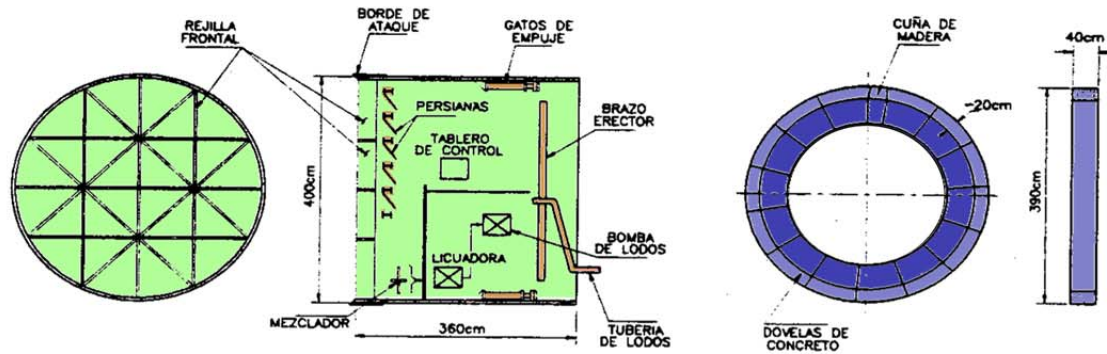 REJILLA
FRONTAL
BORDE DE
ATAQUE
GATOS DE
EMPUJE
PERSIANAS
TABLERO
DE CONTROL
BRAZO
ERECTOR
400cm
LICUADORA
BOMBA
DE LODOS
MEZCLADOR
360cm
TUBERIA
DE LODOS
CUÑA DE
MADERA
20cm
DOVELAS DE
CONCRETO
40cm
390cm